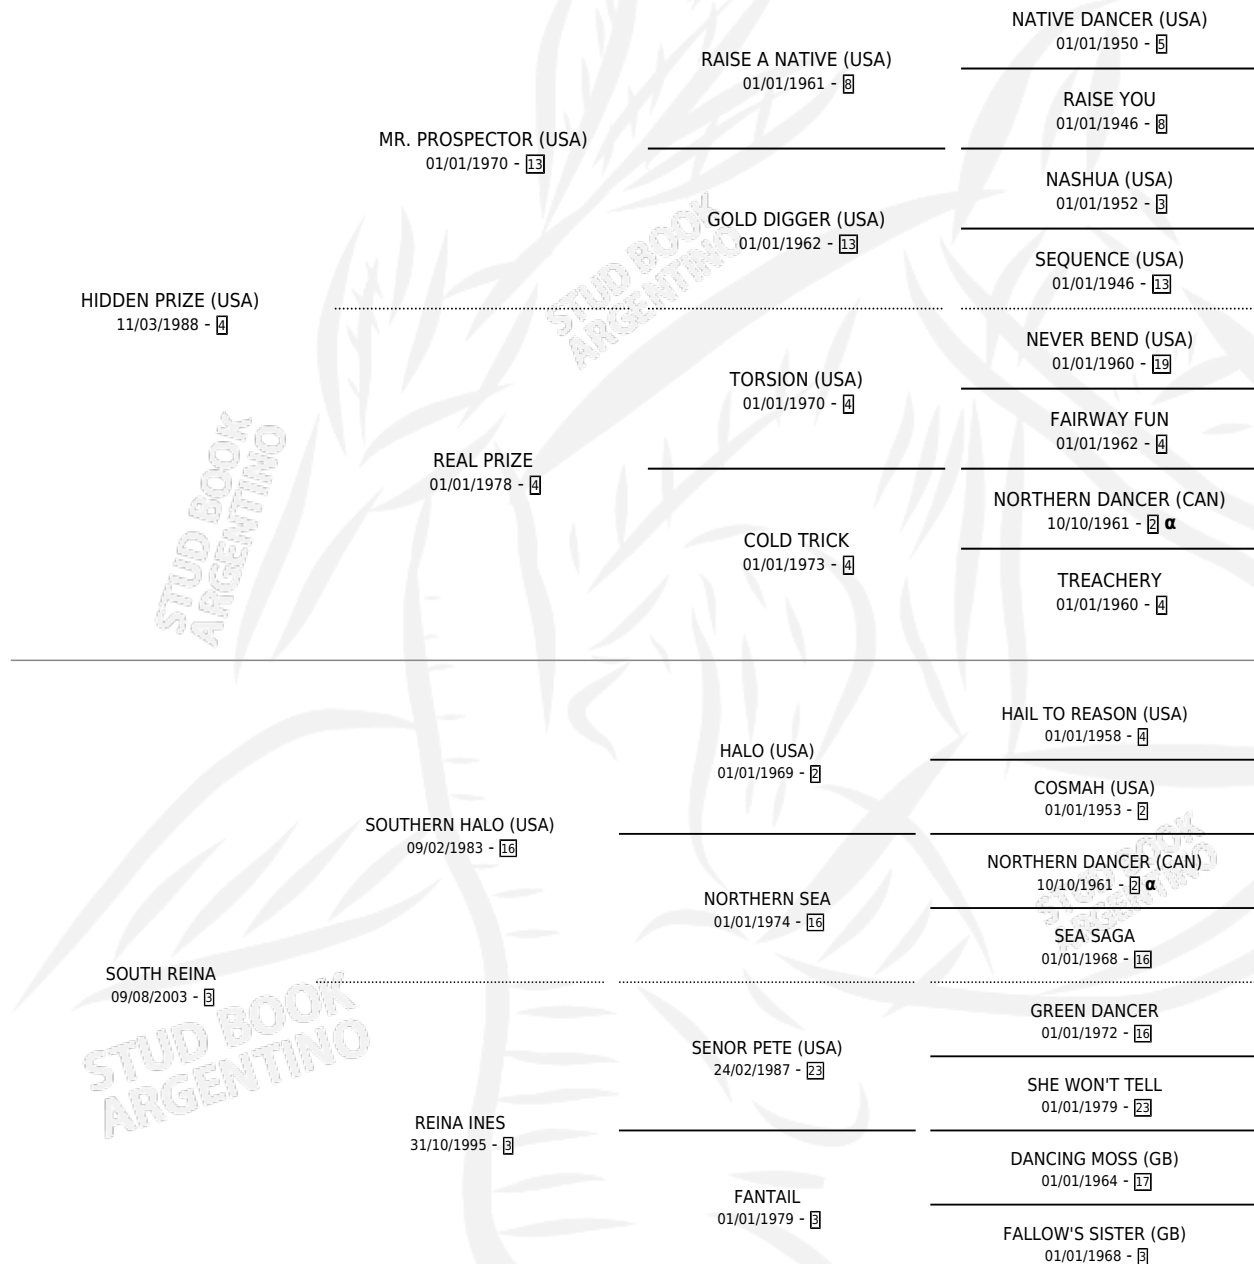 NATIVE DANCER (USA)
01/01/1950 - 5
RAISE A NATIVE (USA)
01/01/1961 - 8
RAISE YOU
01/01/1946 - 8
MR. PROSPECTOR (USA)
01/01/1970 - 13
NASHUA (USA)
01/01/1952 - 3
GOLD DIGGER (USA)
01/01/1962 - 13
SEQUENCE (USA)
01/01/1946 - 13
HIDDEN PRIZE (USA)
11/03/1988 - 4
NEVER BEND (USA)
01/01/1960 - 19
TORSION (USA)
01/01/1970 - 4
FAIRWAY FUN
01/01/1962 - 4
REAL PRIZE
01/01/1978 - 4
NORTHERN DANCER (CAN)
10/10/1961 - 2 α
COLD TRICK
01/01/1973 - 4
TREACHERY
01/01/1960 - 4
STUD BOOK
ARGENTINO
STUD BOOK
ARGENTINO
HAIL TO REASON (USA)
01/01/1958 - 4
HALO (USA)
01/01/1969 - 2
COSMAH (USA)
01/01/1953 - 2
SOUTHERN HALO (USA)
09/02/1983 - 16
NORTHERN DANCER (CAN)
10/10/1961 - 2 α
NORTHERN SEA
01/01/1974 - 16
SEA SAGA
01/01/1968 - 16
STUD BOOK
ARGENTINO
SOUTH REINA
09/08/2003 - 3
GREEN DANCER
01/01/1972 - 16
SENOR PETE (USA)
24/02/1987 - 23
SHE WON'T TELL
01/01/1979 - 23
REINA INES
31/10/1995 - 3
DANCING MOSS (GB)
01/01/1964 - 17
FANTAIL
01/01/1979 - 3
FALLOW'S SISTER (GB)
01/01/1968 - 3
STUD BOOK
ARGENTINO